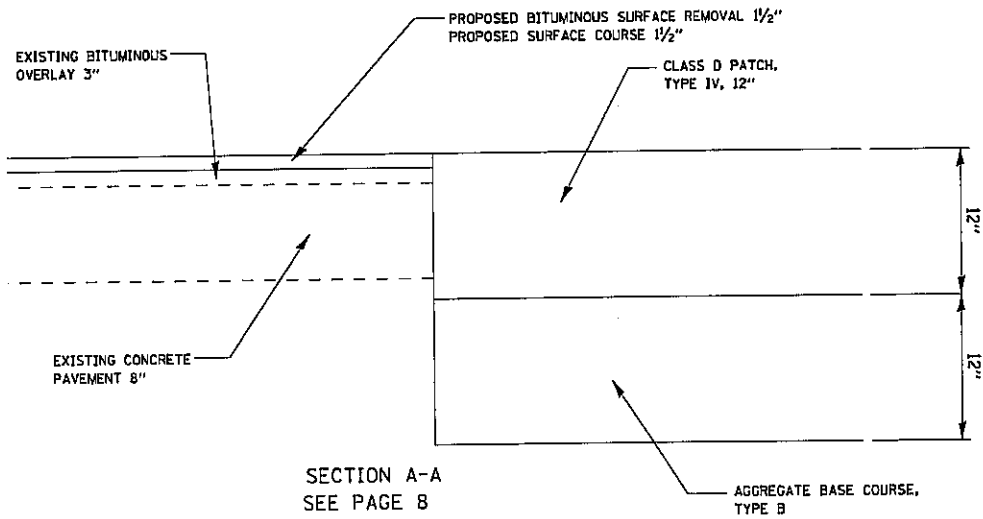 PROPOSED BITUMINOUS SURFACE REMOVAL 1½"
PROPOSED SURFACE COURSE 1½"
EXISTING BITUMINOUS
OVERLAY 3"
CLASS D PATCH,
TYPE IV, 12"
12"
12"
EXISTING CONCRETE
PAVEMENT 8"
SECTION A-A
SEE PAGE 8
AGGREGATE BASE COURSE,
TYPE B